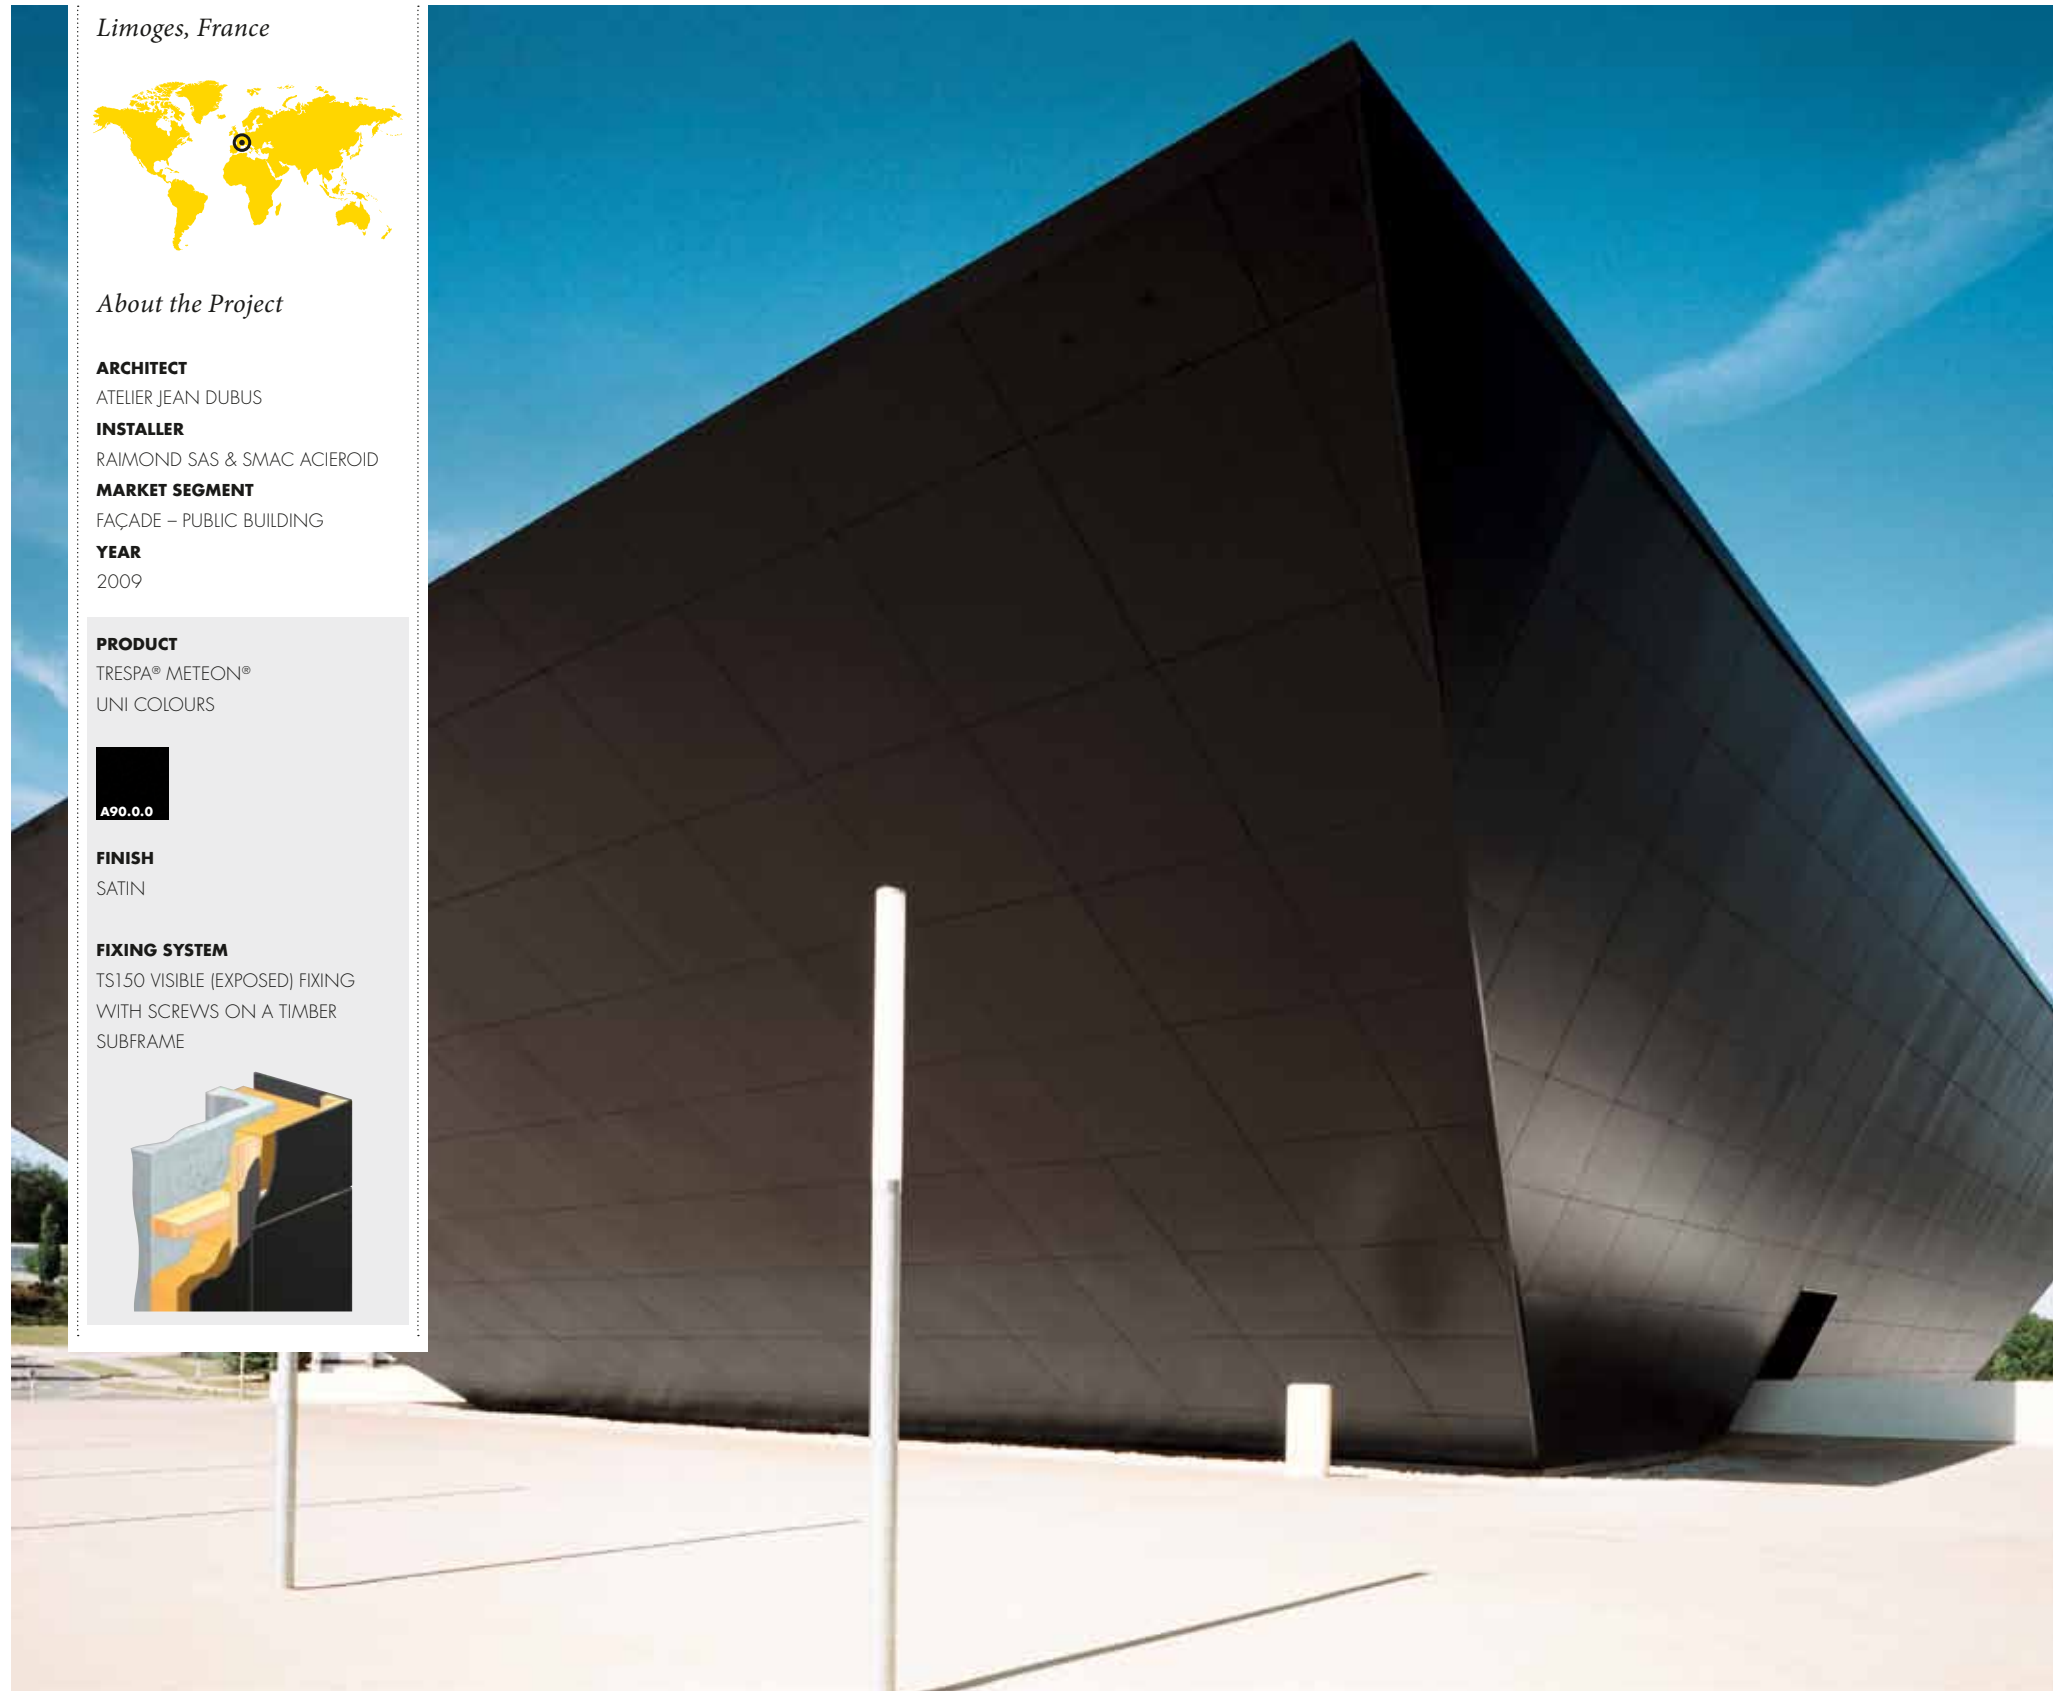 Limoges, France
About the Project
ARCHITECT
ATELIER JEAN DUBUS
INSTALLER
RAIMOND SAS & SMAC ACIEROID
MARKET SEGMENT
FAÇADE – PUBLIC BUILDING
YEAR
2009
PRODUCT
TRESPA® METEON®
UNI COLOURS
A90.0.0
FINISH
SATIN
FIXING SYSTEM
TS150 VISIBLE (EXPOSED) FIXING
WITH SCREWS ON A TIMBER
SUBFRAME